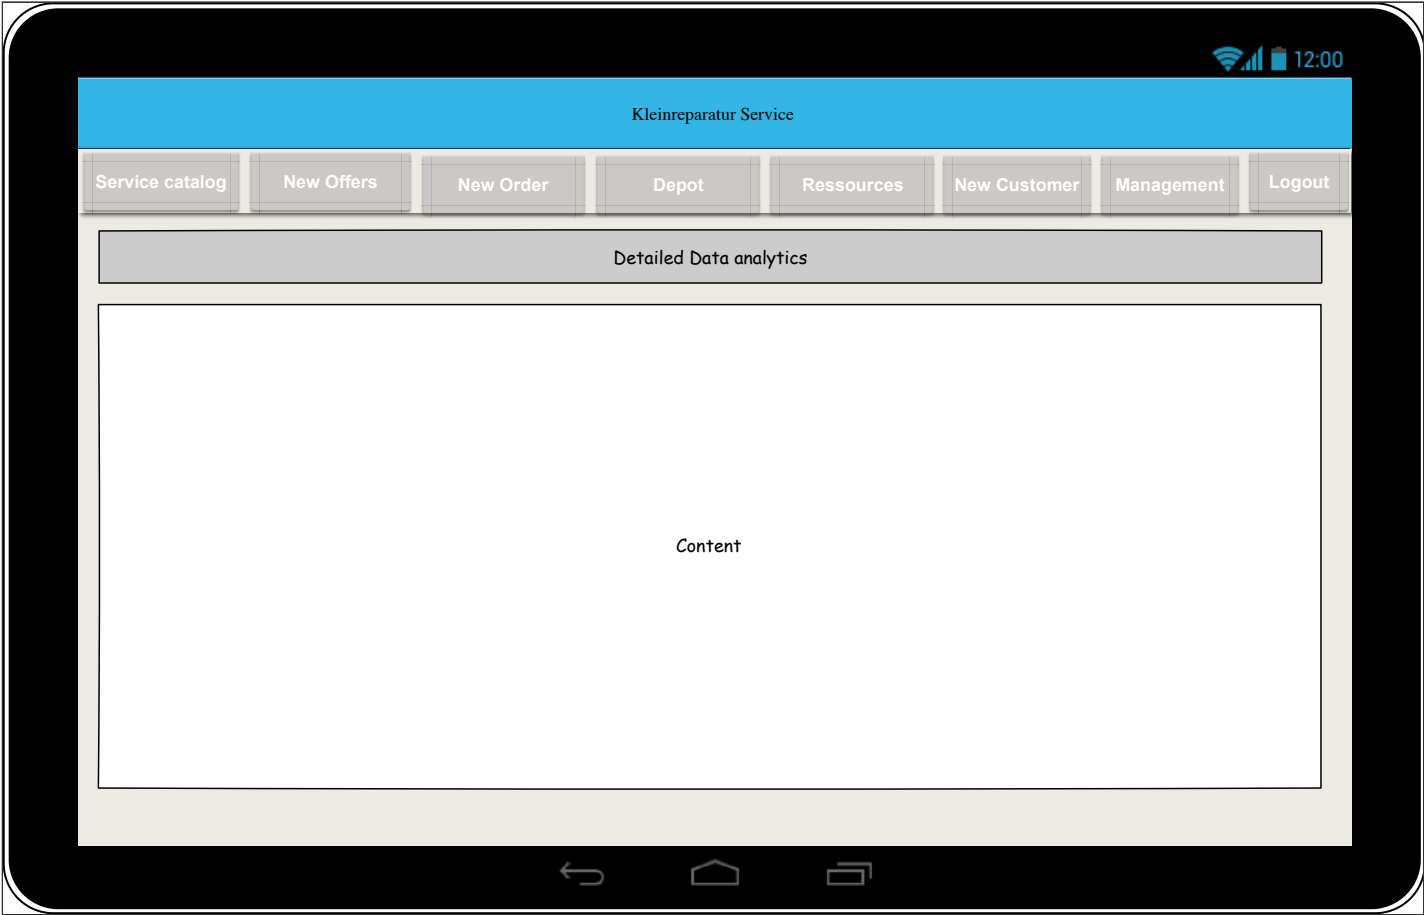 12:00
Kleinreparatur Service
Service catalog New Offers New Order Depot Ressources New Customer Management Logout
Detailed Data analytics
Content